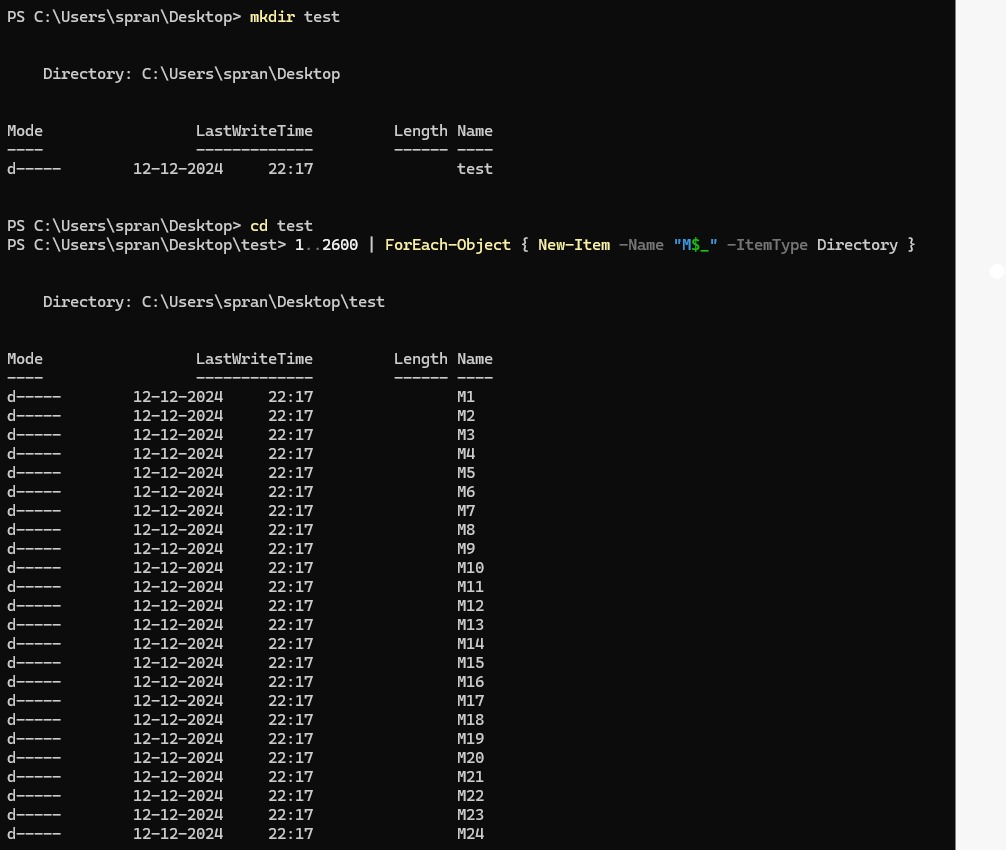 PS C:\Users\spran\Desktop> mkdir test
Directory: C:\Users\spran\Desktop
Mode LastWriteTime Length Name
---- ------------- ------ ----
d----- 12-12-2024 22:17 test
PS C:\Users\spran\Desktop> cd test
PS C:\Users\spran\Desktop\test> 1..2600 | ForEach-Object { New-Item -Name "M$_" -ItemType Directory }
Directory: C:\Users\spran\Desktop\test
Mode LastWriteTime Length Name
---- ------------- ------ ----
d----- 12-12-2024 22:17 M1
d----- 12-12-2024 22:17 M2
d----- 12-12-2024 22:17 M3
d----- 12-12-2024 22:17 M4
d----- 12-12-2024 22:17 M5
d----- 12-12-2024 22:17 M6
d----- 12-12-2024 22:17 M7
d----- 12-12-2024 22:17 M8
d----- 12-12-2024 22:17 M9
d----- 12-12-2024 22:17 M10
d----- 12-12-2024 22:17 M11
d----- 12-12-2024 22:17 M12
d----- 12-12-2024 22:17 M13
d----- 12-12-2024 22:17 M14
d----- 12-12-2024 22:17 M15
d----- 12-12-2024 22:17 M16
d----- 12-12-2024 22:17 M17
d----- 12-12-2024 22:17 M18
d----- 12-12-2024 22:17 M19
d----- 12-12-2024 22:17 M20
d----- 12-12-2024 22:17 M21
d----- 12-12-2024 22:17 M22
d----- 12-12-2024 22:17 M23
d----- 12-12-2024 22:17 M24